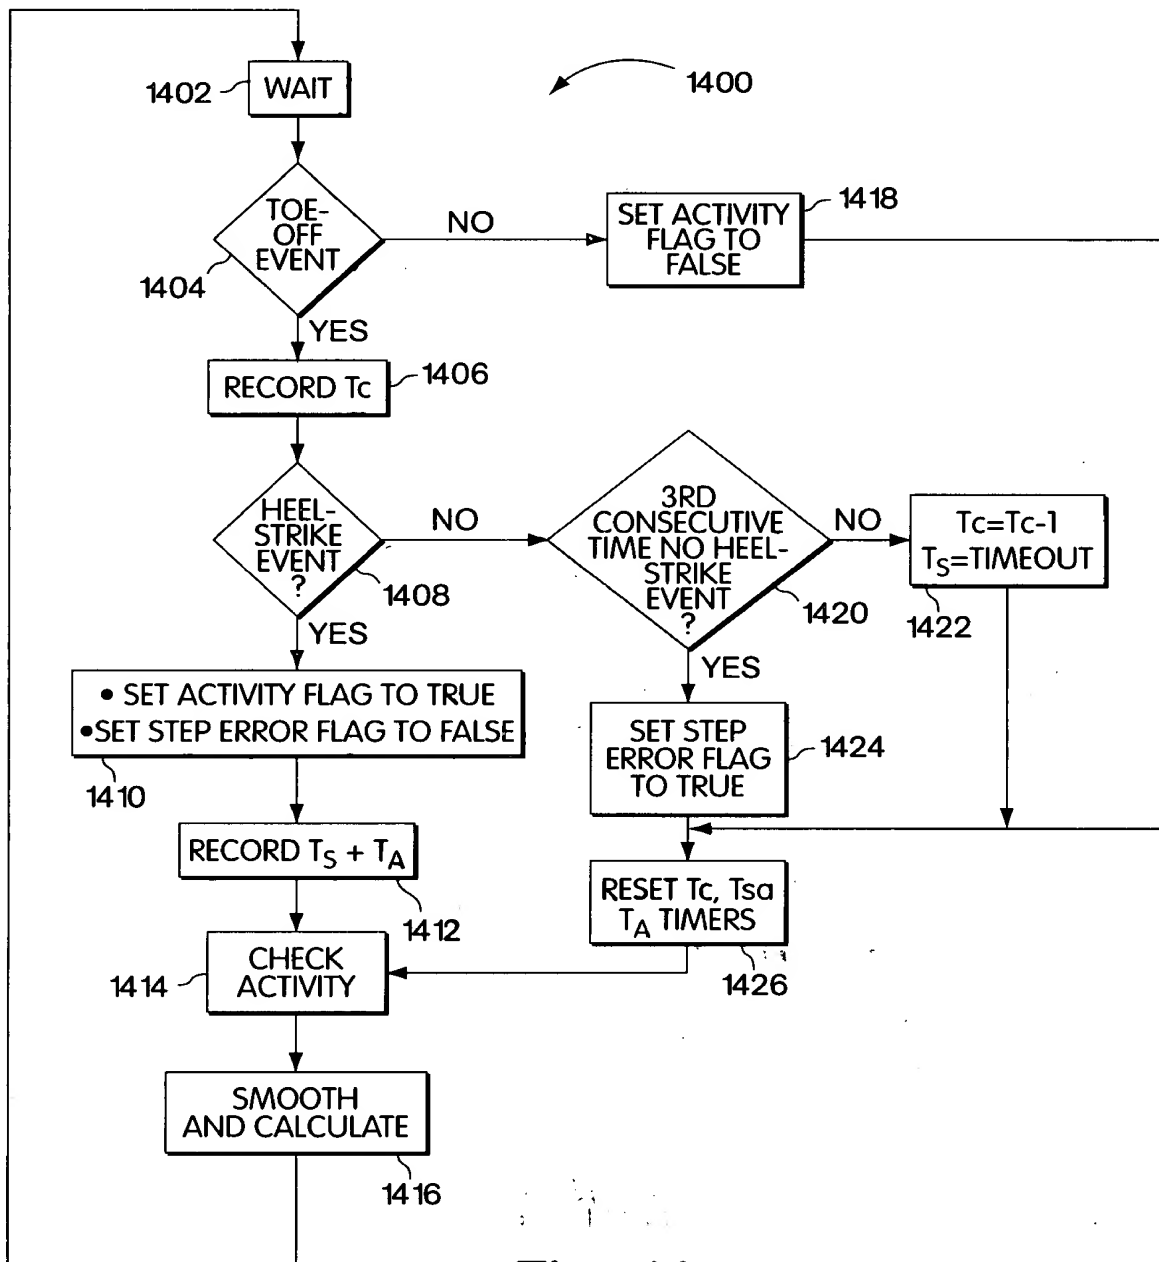 1402
WAIT
1400
TOE-
OFF
EVENT
1404
NO
SET ACTIVITY
FLAG TO
FALSE
1418
YES
RECORD Tc
1406
HEEL-
STRIKE
EVENT
?
1408
NO
3RD
CONSECUTIVE
TIME NO HEEL-
STRIKE
EVENT
?
1420
NO
Tc=Tc-1
TS=TIMEOUT
1422
YES
• SET ACTIVITY FLAG TO TRUE
•SET STEP ERROR FLAG TO FALSE
1410
YES
SET STEP
ERROR FLAG
TO TRUE
1424
RECORD TS + TA
1412
RESET Tc, Tsa
TA TIMERS
1426
CHECK
ACTIVITY
1414
SMOOTH
AND CALCULATE
1416